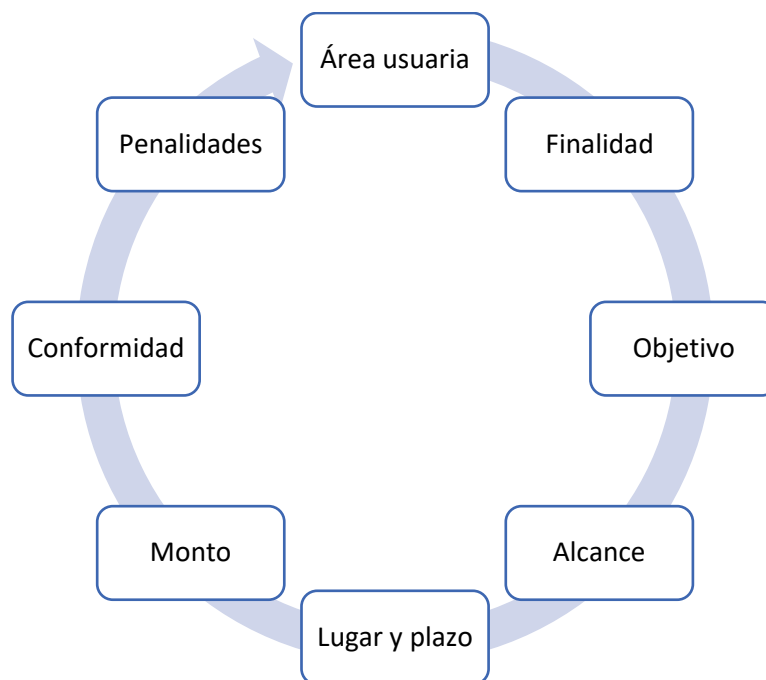 Área usuaria
Finalidad
Objetivo
Alcance
Lugar y plazo
Monto
Conformidad
Penalidades